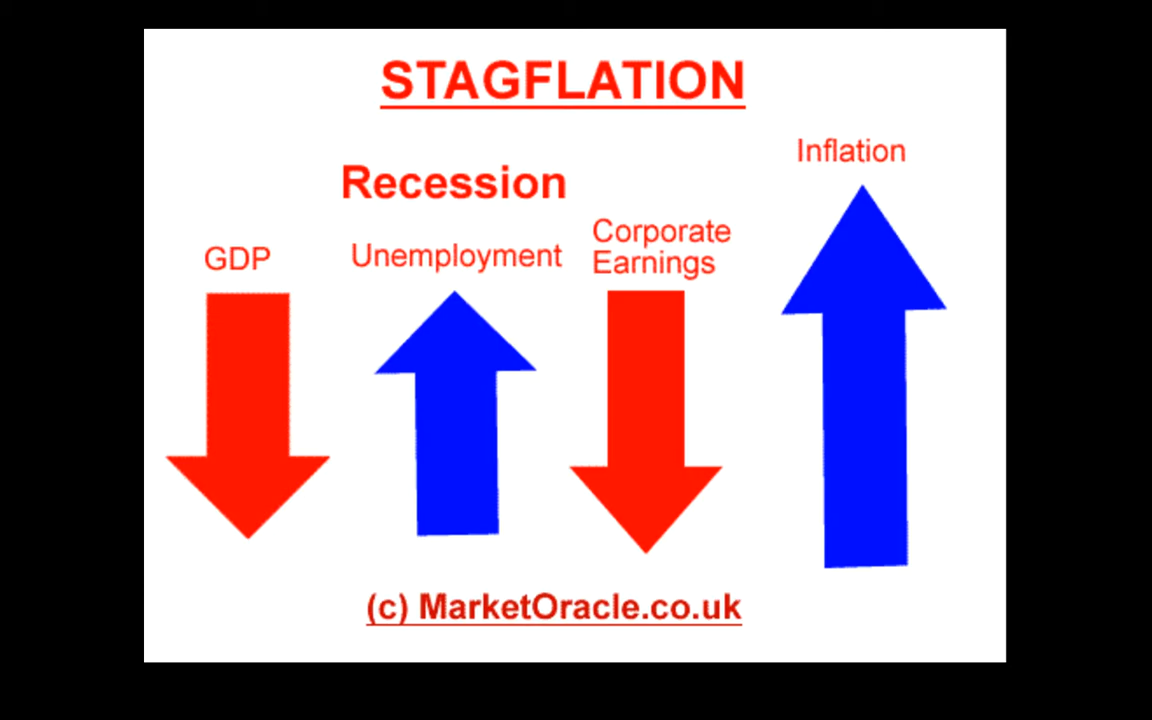 STAGFLATION
Inflation
Recession
GDP
Unemployment
Corporate
Earnings
(c) MarketOracle.co.uk